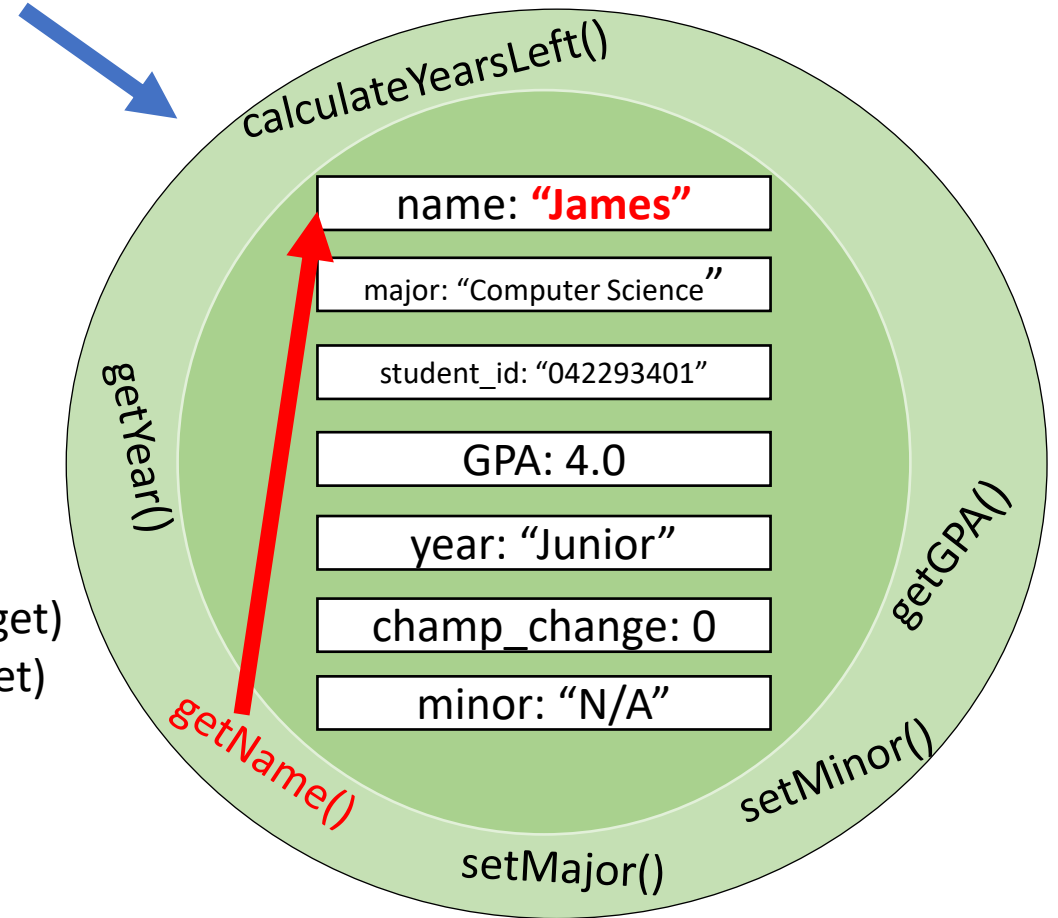 calculateYearsLeft()
name: “James”
major: “Computer Science”
student_id: “042293401”
getYear()
GPA: 4.0
getGPA()
year: “Junior”
get)
champ_change: 0
et)
minor: “N/A”
getName()
setMinor()
setMajor()